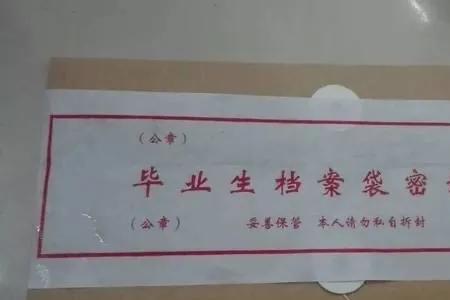 （公章）
毕业生档案袋密
（公章） 妥善保管 本人请勿私自拆封